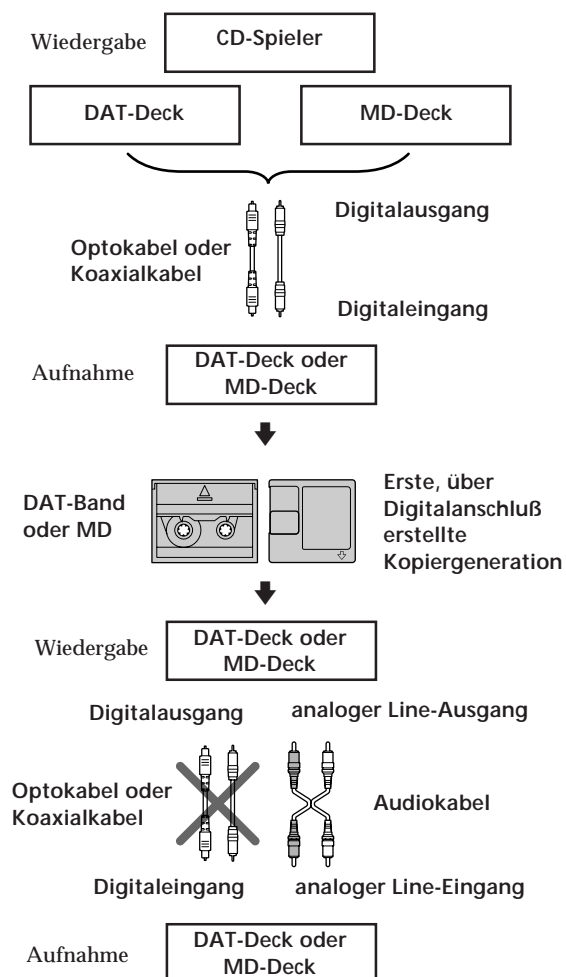 Wiedergabe
CD-Spieler
DAT-Deck
MD-Deck
Digitalausgang
Optokabel oder
Koaxialkabel
Digitaleingang
Aufnahme
DAT-Deck oder
MD-Deck
DAT-Band
oder MD
Erste, über
Digitalanschluß
erstellte
Kopiergeneration
Wiedergabe
DAT-Deck oder
MD-Deck
Digitalausgang
analoger Line-Ausgang
Optokabel oder
Koaxialkabel
Audiokabel
Digitaleingang
analoger Line-Eingang
Aufnahme
DAT-Deck oder
MD-Deck